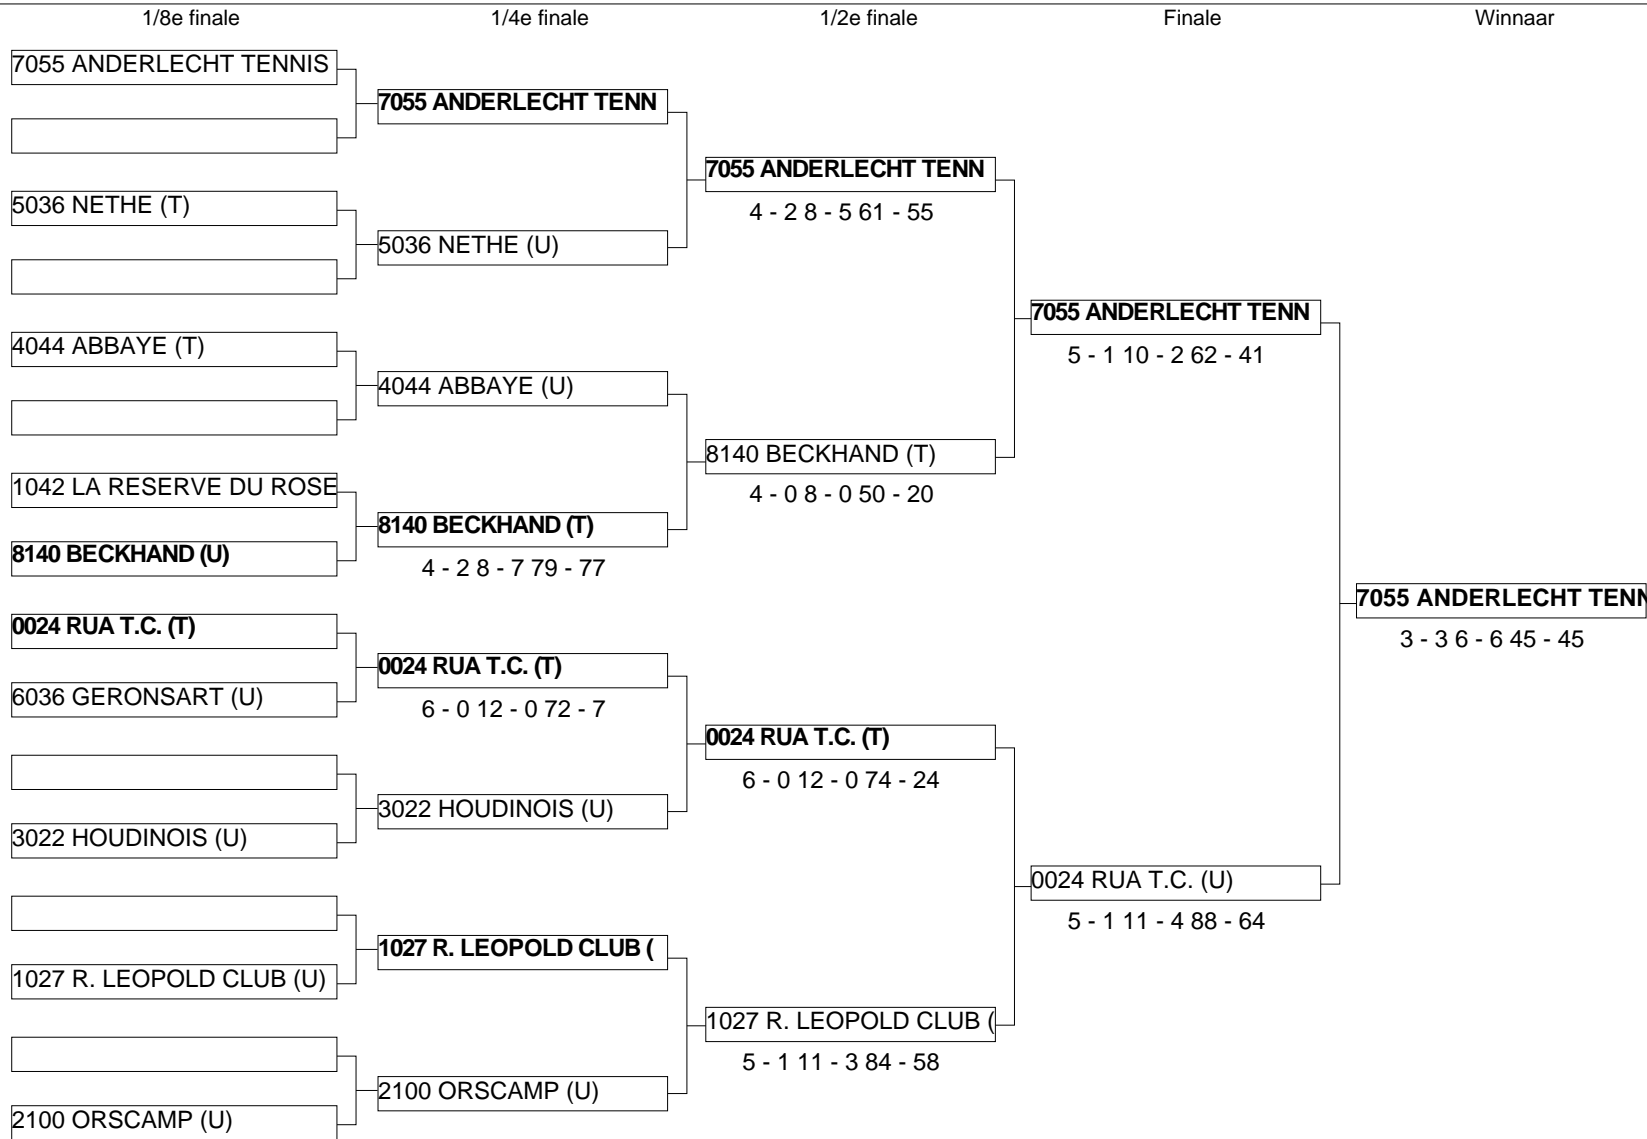 1/8e finale
1/4e finale
1/2e finale
Finale
Winnaar
7055 ANDERLECHT TENNIS
5036 NETHE (T)
4044 ABBAYE (T)
1042 LA RESERVE DU ROSE
8140 BECKHAND (U)
0024 RUA T.C. (T)
6036 GERONSART (U)
3022 HOUDINOIS (U)
1027 R. LEOPOLD CLUB (U)
2100 ORSCAMP (U)
7055 ANDERLECHT TENN
5036 NETHE (U)
4044 ABBAYE (U)
8140 BECKHAND (T)
4 - 2 8 - 7 79 - 77
0024 RUA T.C. (T)
6 - 0 12 - 0 72 - 7
3022 HOUDINOIS (U)
1027 R. LEOPOLD CLUB (
2100 ORSCAMP (U)
7055 ANDERLECHT TENN
4 - 2 8 - 5 61 - 55
8140 BECKHAND (T)
4 - 0 8 - 0 50 - 20
0024 RUA T.C. (T)
6 - 0 12 - 0 74 - 24
1027 R. LEOPOLD CLUB (
5 - 1 11 - 3 84 - 58
7055 ANDERLECHT TENN
5 - 1 10 - 2 62 - 41
0024 RUA T.C. (U)
5 - 1 11 - 4 88 - 64
7055 ANDERLECHT TENN
3 - 3 6 - 6 45 - 45